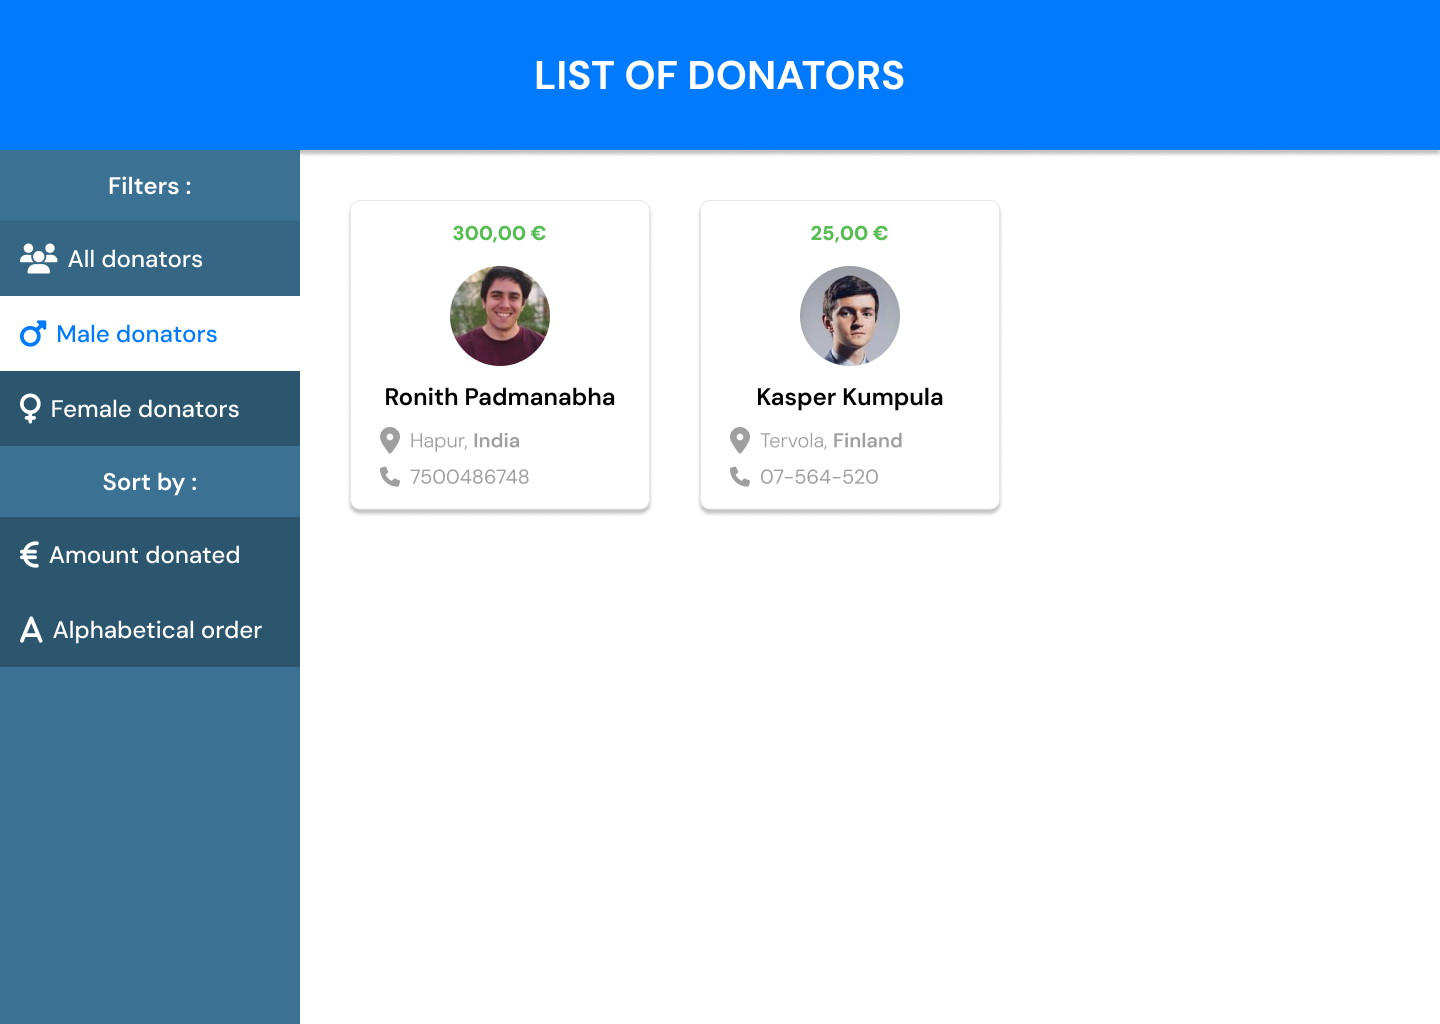 LIST OF DONATORS
Filters :
All donators
Male donators
Female donators
Sort by :
Amount donated
Alphabetical order
300,00 €
Ronith Padmanabha
Hapur, India
7500486748
25,00 €
Kasper Kumpula
Tervola, Finland
07-564-520